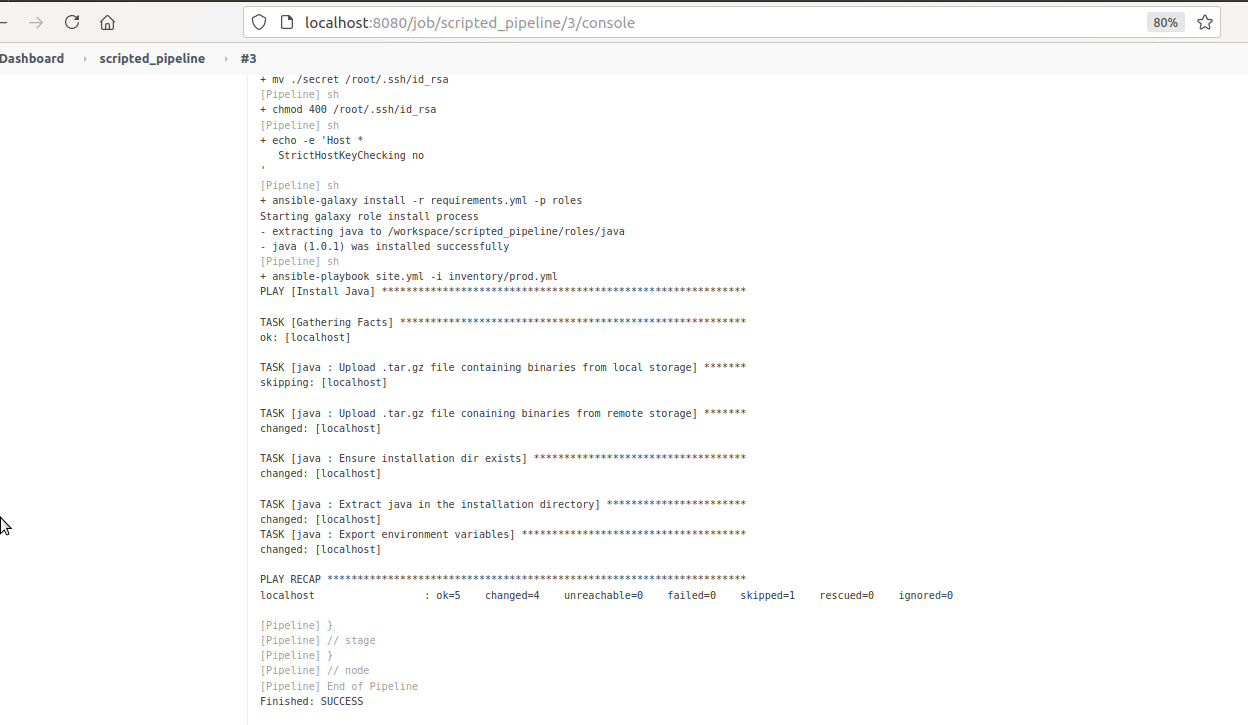 localhost:8080/job/scripted_pipeline/3/console
80%
Dashboard › scripted_pipeline › #3
+ mv ./secret /root/.ssh/id_rsa
[Pipeline] sh
+ chmod 400 /root/.ssh/id_rsa
[Pipeline] sh
+ echo -e 'Host *
   StrictHostKeyChecking no
'
[Pipeline] sh
+ ansible-galaxy install -r requirements.yml -p roles
Starting galaxy role install process
- extracting java to /workspace/scripted_pipeline/roles/java
- java (1.0.1) was installed successfully
[Pipeline] sh
+ ansible-playbook site.yml -i inventory/prod.yml
PLAY [Install Java] ************************************************************

TASK [Gathering Facts] *********************************************************
ok: [localhost]

TASK [java : Upload .tar.gz file containing binaries from local storage] *******
skipping: [localhost]

TASK [java : Upload .tar.gz file conaining binaries from remote storage] *******
changed: [localhost]

TASK [java : Ensure installation dir exists] ***********************************
changed: [localhost]

TASK [java : Extract java in the installation directory] ***********************
changed: [localhost]
TASK [java : Export environment variables] *************************************
changed: [localhost]

PLAY RECAP *********************************************************************
localhost                  : ok=5    changed=4    unreachable=0    failed=0    skipped=1    rescued=0    ignored=0

[Pipeline] }
[Pipeline] // stage
[Pipeline] }
[Pipeline] // node
[Pipeline] End of Pipeline
Finished: SUCCESS